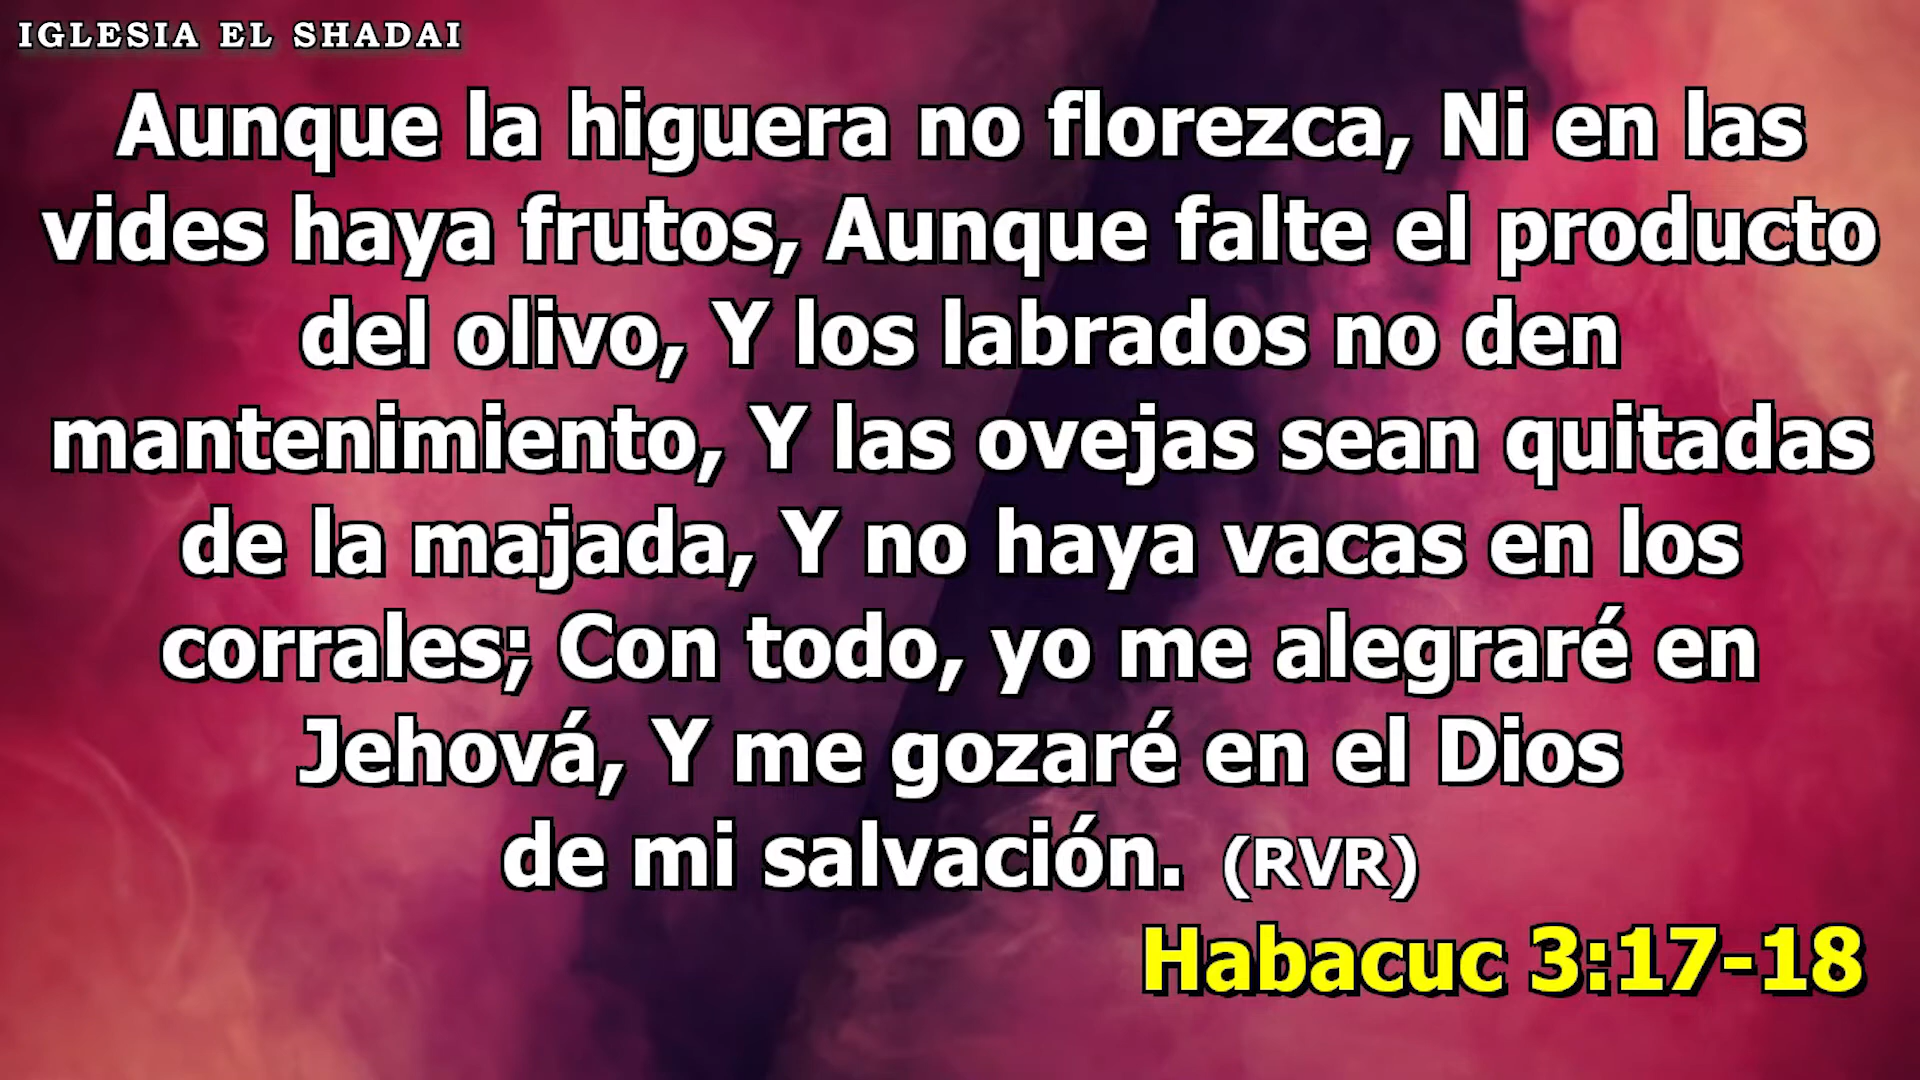 IGLESIA EL SHADAI
Aunque la higuera no florezca, Ni en las
vides haya frutos, Aunque falte el producto
del olivo, Y los labrados no den
mantenimiento, Y las ovejas sean quitadas
de la majada, Y no haya vacas en los
corrales; Con todo, yo me alegraré en
Jehová, Y me gozaré en el Dios
de mi salvación. (RVR)
Habacuc 3:17-18